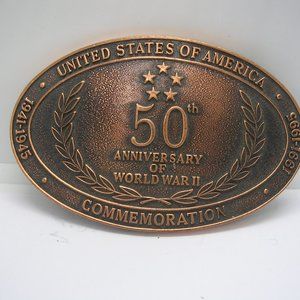 UNITED STATES OF AMERICA
1941-1945
50th
ANNIVERSARY
OF
WORLD WAR II
1991-1995
COMMEMORATION